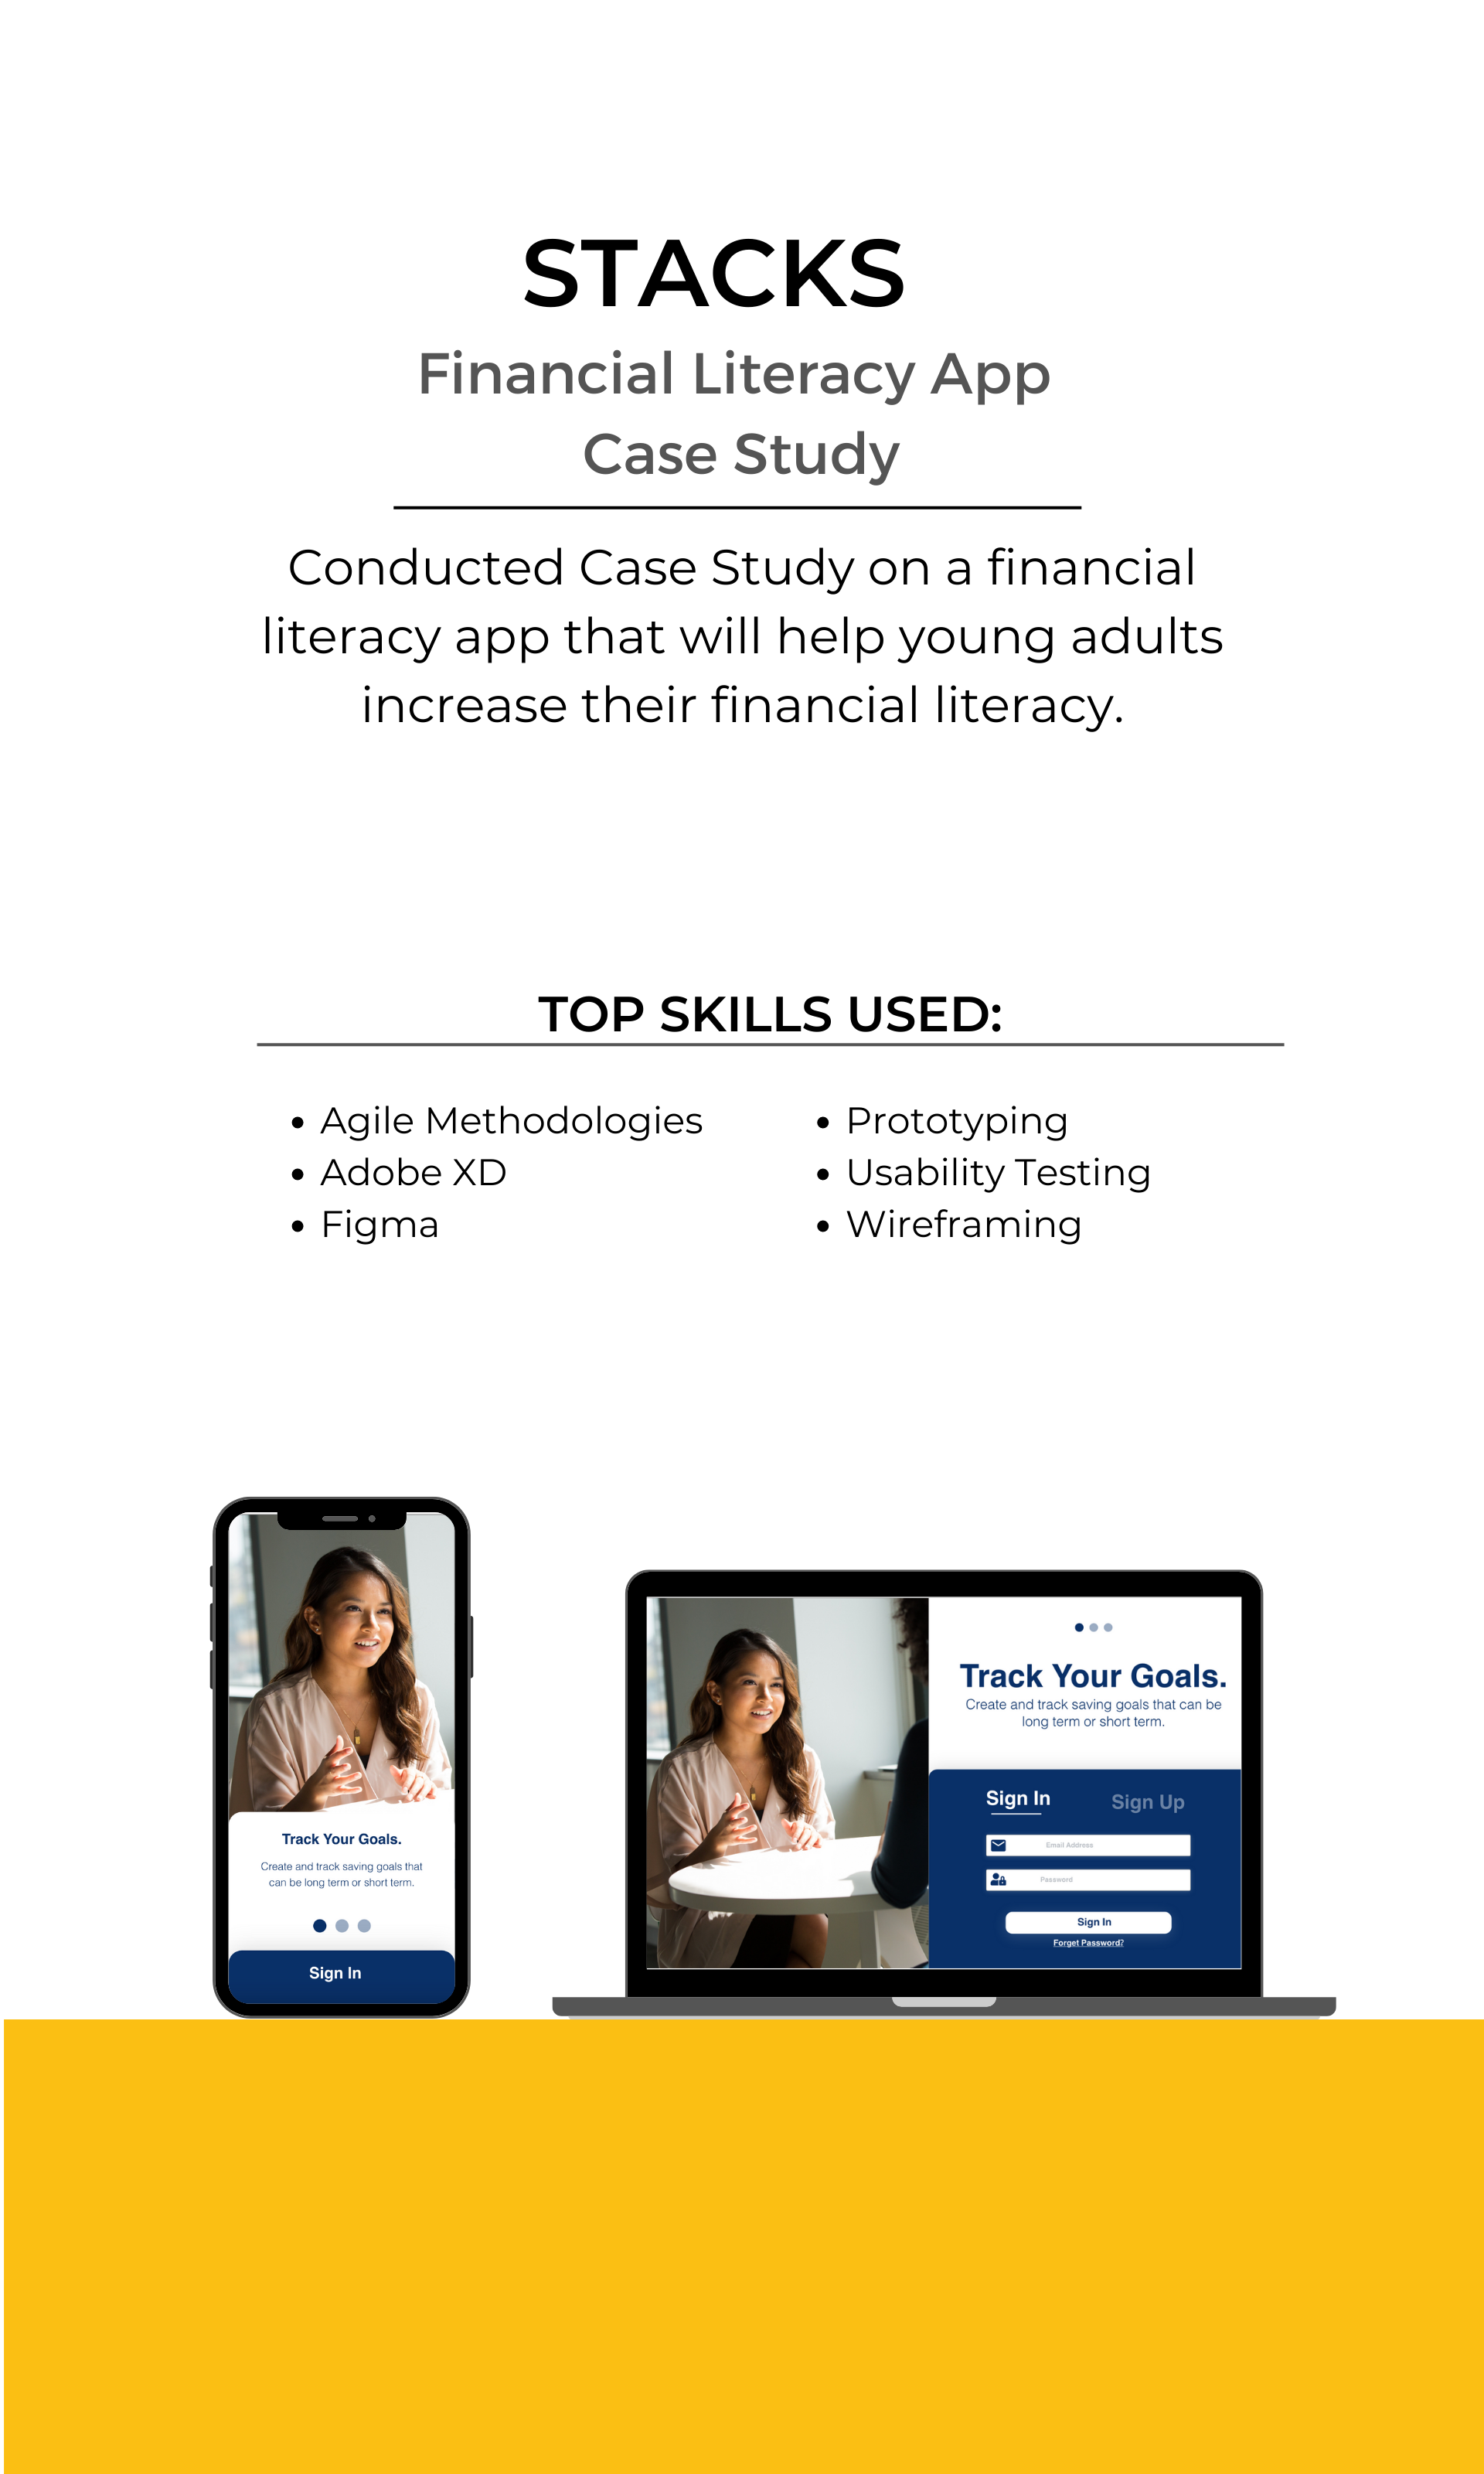 STACKS
Financial Literacy App
Case Study
Conducted Case Study on a financial
literacy app that will help young adults
increase their financial literacy.
TOP SKILLS USED:
• Agile Methodologies
• Adobe XD
• Figma
• Prototyping
• Usability Testing
• Wireframing
Track Your Goals.
Create and track saving goals that
can be long term or short term.
Sign In
Track Your Goals.
Create and track saving goals that can be
long term or short term.
Sign In
Sign Up
Email Address
Password
Sign In
Forget Password?